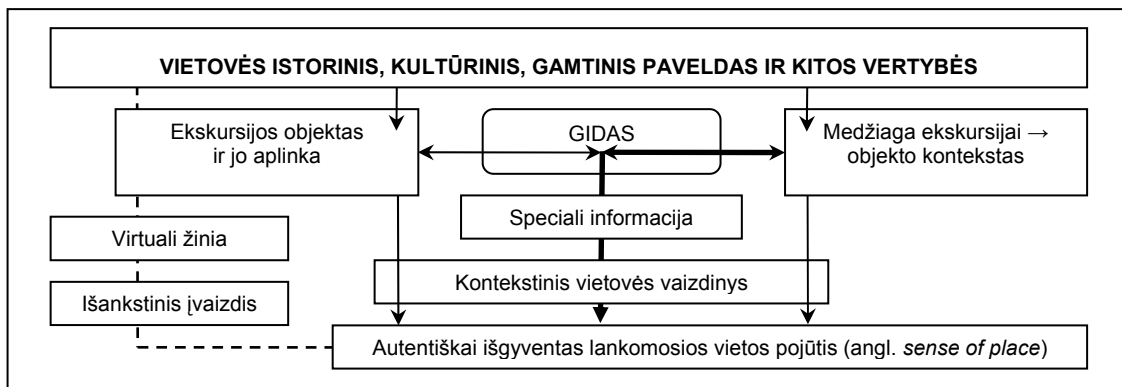 VIETOVĖS ISTORINIS, KULTŪRINIS, GAMTINIS PAVELDAS IR KITOS VERTYBĖS
Ekskursijos objektas
ir jo aplinka
GIDAS
Medžiaga ekskursijai →
objekto kontekstas
Speciali informacija
Virtuali žinia
Kontekstinis vietovės vaizdinys
Išankstinis įvaizdis
Autentiškai išgyventas lankomosios vietos pojūtis (angl. sense of place)